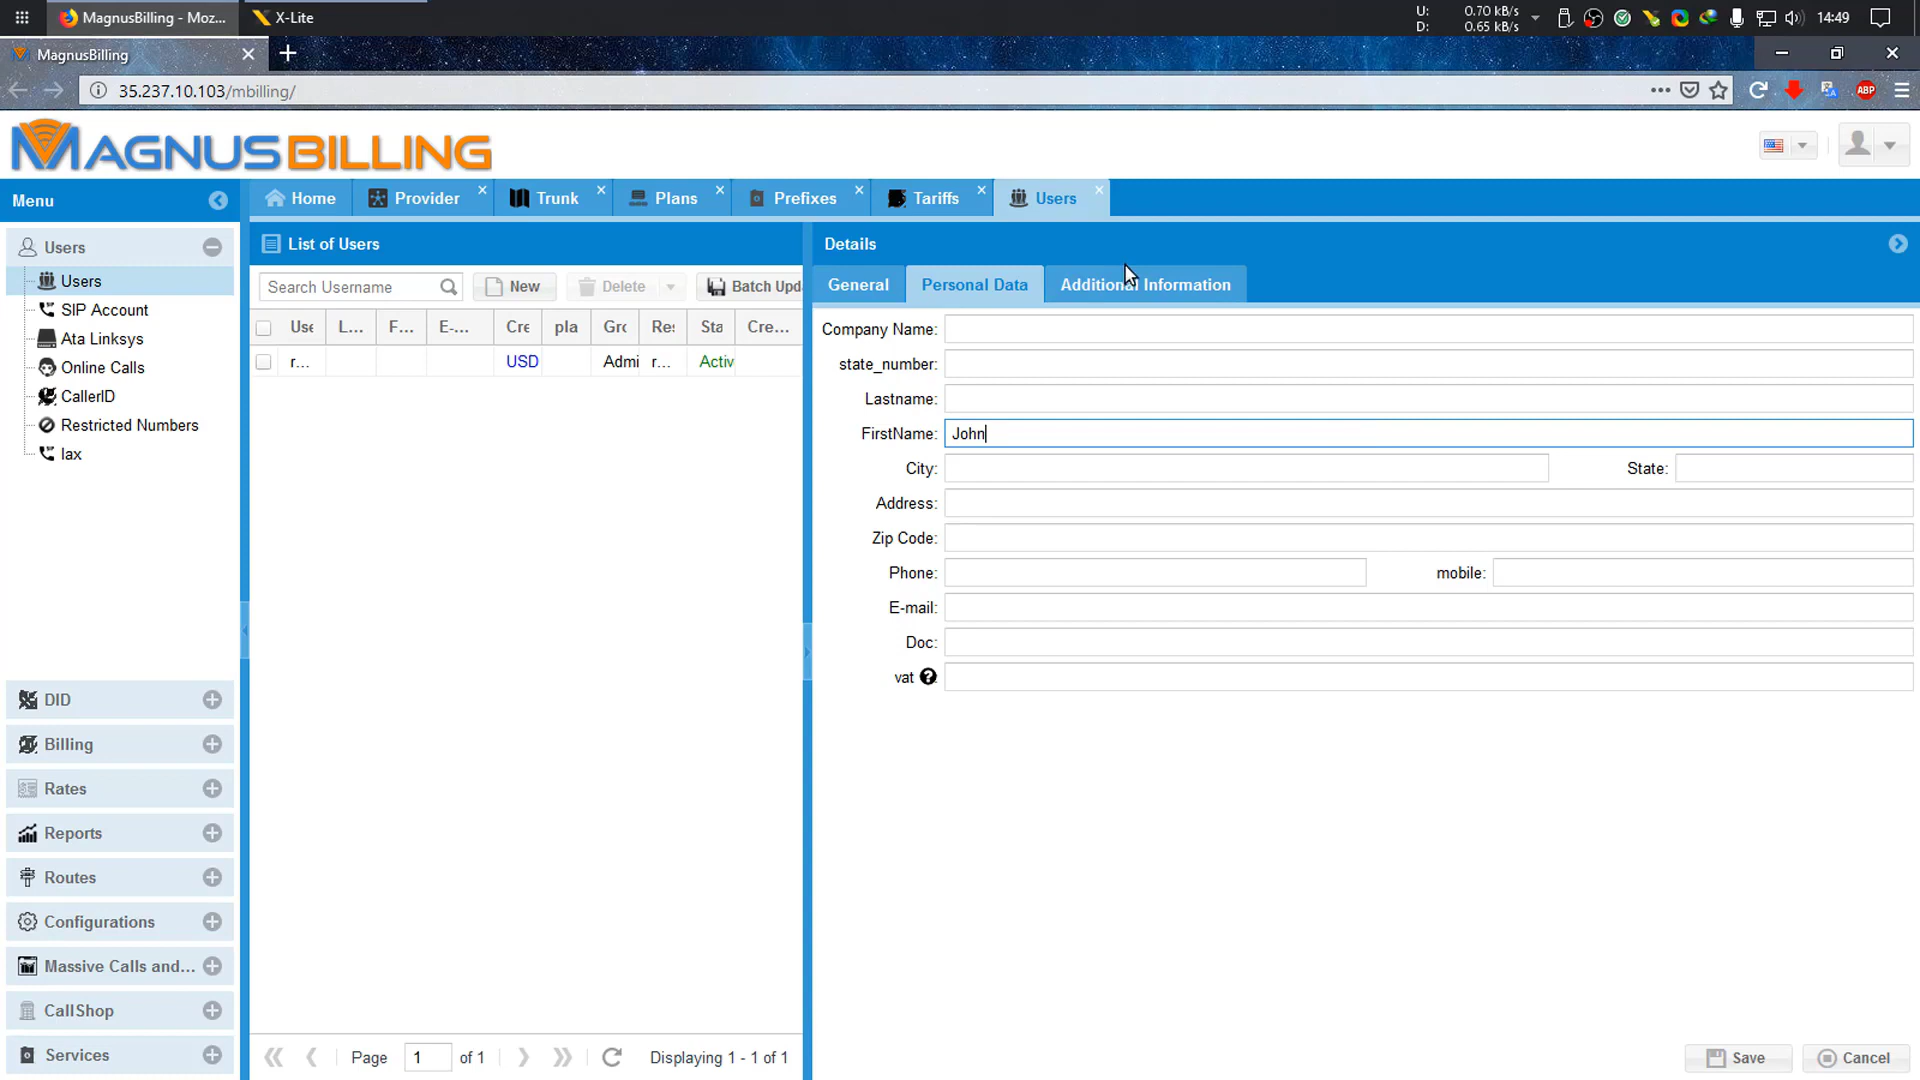 MagnusBilling - Moz... X-Lite U: 0.70 kB/s 14:49
D: 0.65 kB/s
MagnusBilling
35.237.10.103/mbilling/
ABP
MAGNUSBILLING
Menu Home Provider Trunk Plans Prefixes Tariffs Users
Users List of Users Details
Users Search Username New Delete Batch Upda General Personal Data Additional Information
SIP Account Use L... F... E-... Cre pla Grc Res Sta Cre... Company Name:
Ata Linksys r... USD Admi r... Activ state_number:
Online Calls Lastname:
CallerID FirstName: John
Restricted Numbers City: State:
Iax Address:
Zip Code:
Phone: mobile:
E-mail:
Doc:
vat
DID
Billing
Rates
Reports
Routes
Configurations
Massive Calls and...
CallShop
Services Page 1 of 1 Displaying 1 - 1 of 1 Save Cancel